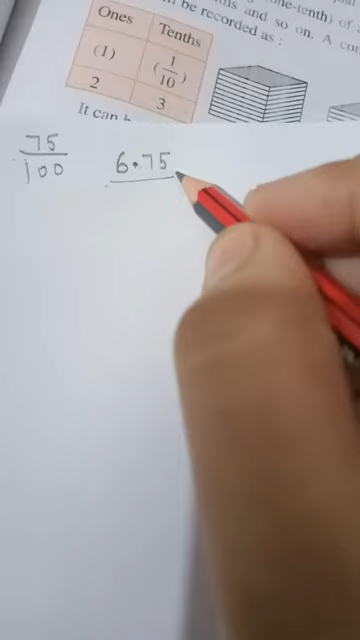 (one-tenth) of
and so on. A
be recorded as :
Ones Tenths
(1) (1/10)
2 3
It can
75/100 6.75